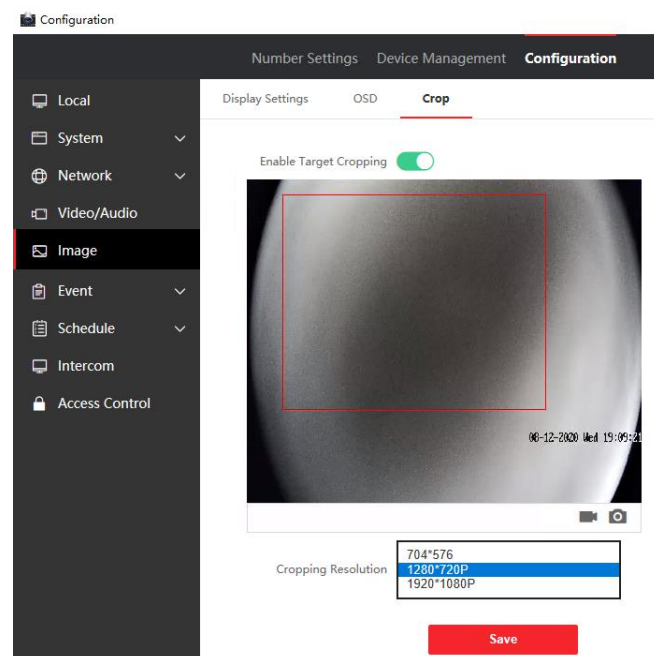 Configuration
Number Settings Device Management Configuration
Local
System
Network
Video/Audio
Image
Event
Schedule
Intercom
Access Control
Display Settings OSD Crop
Enable Target Cropping
08-12-2020 Wed 19:09:21
Cropping Resolution
704*576
1280*720P
1920*1080P
Save